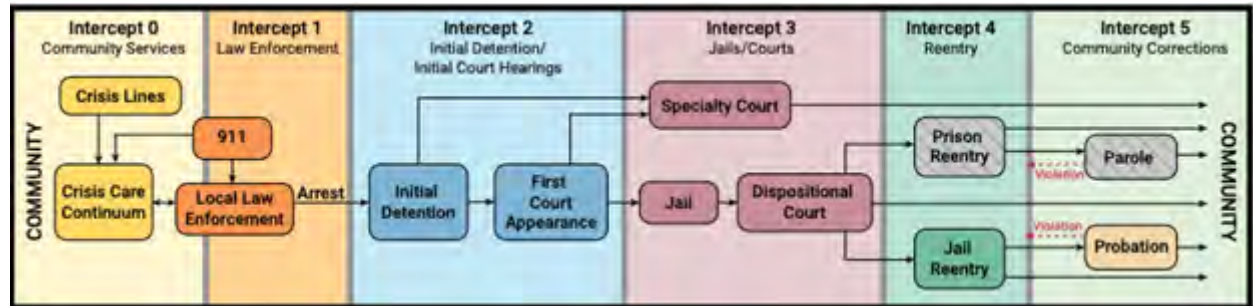 Intercept 0
Community Services
Intercept 1
Law Enforcement
Intercept 2
Initial Detention/
Initial Court Hearings
Intercept 3
Jails/Courts
Intercept 4
Reentry
Intercept 5
Community Corrections
COMMUNITY
Crisis Lines
911
Crisis Care
Continuum
Local Law
Enforcement
Arrest
Initial
Detention
First
Court
Appearance
Specialty Court
Jail
Dispositional
Court
Prison
Reentry
Violation
Parole
Jail
Reentry
Violation
Probation
COMMUNITY